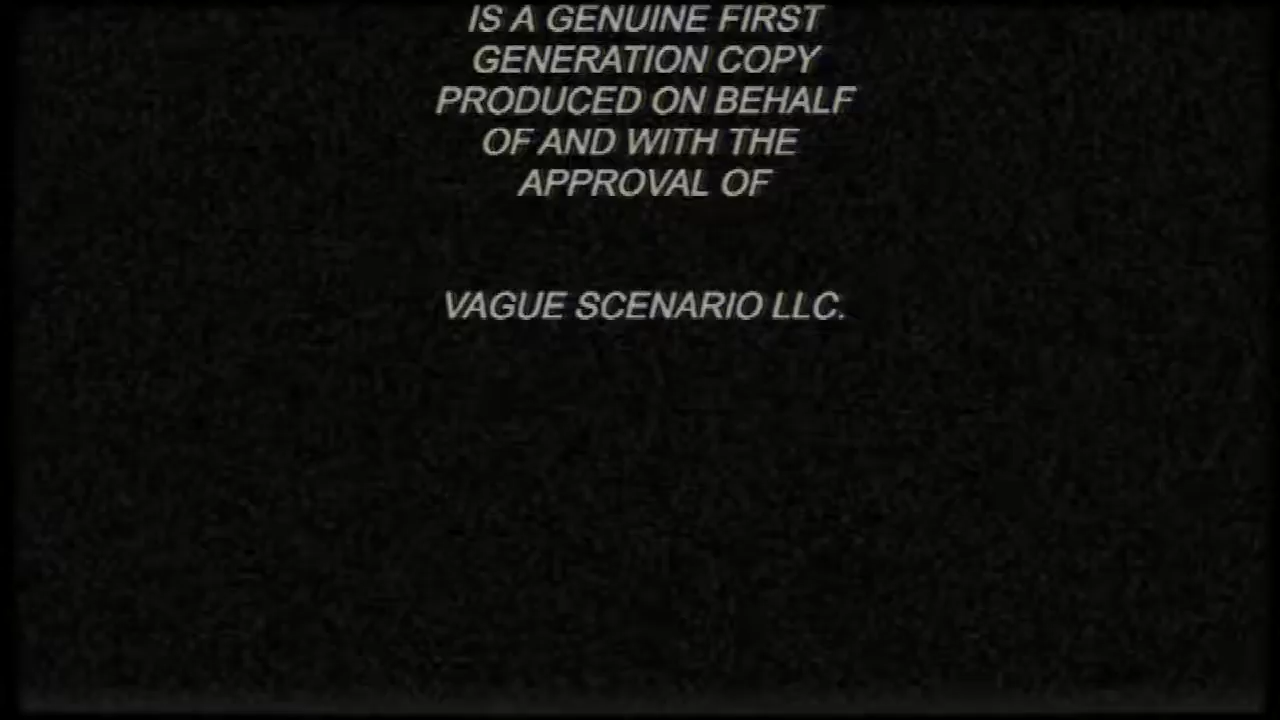 IS A GENUINE FIRST
GENERATION COPY
PRODUCED ON BEHALF
OF AND WITH THE
APPROVAL OF
VAGUE SCENARIO LLC.